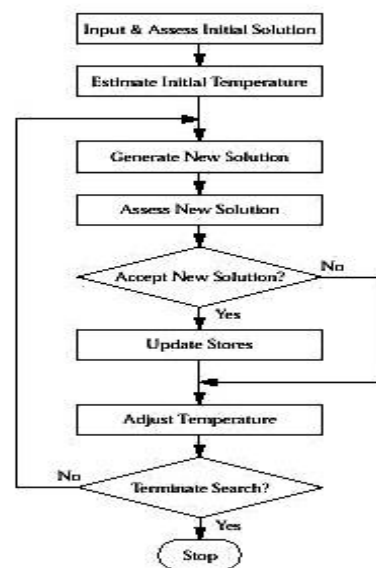 Input & Assess Initial Solution
Estimate Initial Temperature
Generate New Solution
Assess New Solution
Accept New Solution?
No
Yes
Update Stores
Adjust Temperature
No
Terminate Search?
Yes
Stop